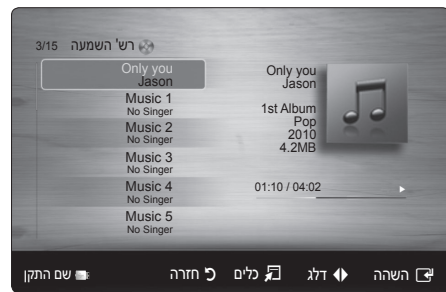 רש' השמעה 3/15
Only you
Jason
Music 1
No Singer
Music 2
No Singer
Music 3
No Singer
Music 4
No Singer
Music 5
No Singer
Only you
Jason
1st Album
Pop
2010
4.2MB
01:10 / 04:02
השהה דלג כלים חזרה שם התקן